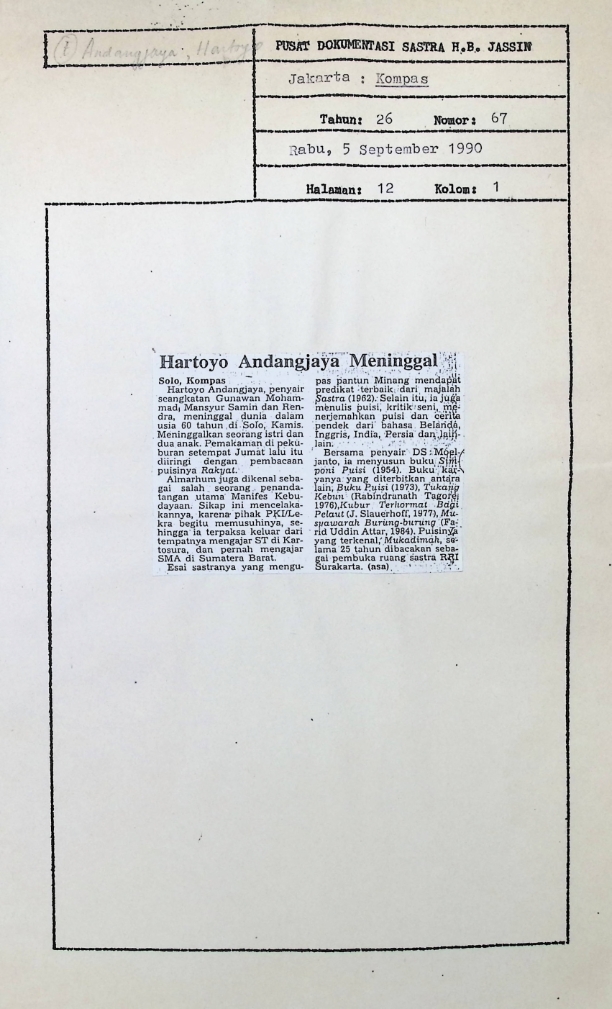 (1) Andangjaya, Hartoyo
PUSAT DOKUMENTASI SASTRA H.B. JASSIN
Jakarta : Kompas
Tahun: 26 Nomor: 67
Rabu, 5 September 1990
Halaman: 12 Kolom: 1
Hartoyo Andangjaya Meninggal
Solo, Kompas
Hartoyo Andangjaya, penyair
seangkatan Gunawan Moham-
mad, Mansyur Samin dan Ren-
dra, meninggal dunia dalam
usia 60 tahun di Solo, Kamis.
Meninggalkan seorang istri dan
dua anak. Pemakaman di peku-
buran setempat Jumat lalu itu
diiringi dengan pembacaan
puisinya Rakyat.
Almarhum juga dikenal seba-
gai salah seorang penanda-
tangan utama Manifes Kebu-
dayaan. Sikap ini mencelaka-
kannya, karena pihak PKI/Le-
kra begitu memusuhinya, se-
hingga ia terpaksa keluar dari
tempatnya mengajar ST di Kar-
tosura, dan pernah mengajar
SMA di Sumatera Barat.
Esai sastranya yang mengu-
pas pantun Minang mendapat
predikat terbaik dari majalah
Sastra (1962). Selain itu, ia juga
menulis puisi, kritik seni, me-
nerjemahkan puisi dan cerita
pendek dari bahasa Belanda,
Inggris, India, Persia dan lain-
lain.
Bersama penyair DS Moel-
janto, ia menyusun buku Sim-
poni Puisi (1954). Buku kar-
yanya yang diterbitkan antara
lain, Buku Puisi (1973), Tukang
Kebun (Rabindranath Tagore,
1976), Kubur Terhormat Bagi
Pelaut (J. Slauerhoff, 1977), Mu-
syawarah Burung-burung (Fa-
rid Uddin Attar, 1984). Puisinya
yang terkenal, Mukadimah, se-
lama 25 tahun dibacakan seba-
gai pembuka ruang sastra RRI
Surakarta. (asa)